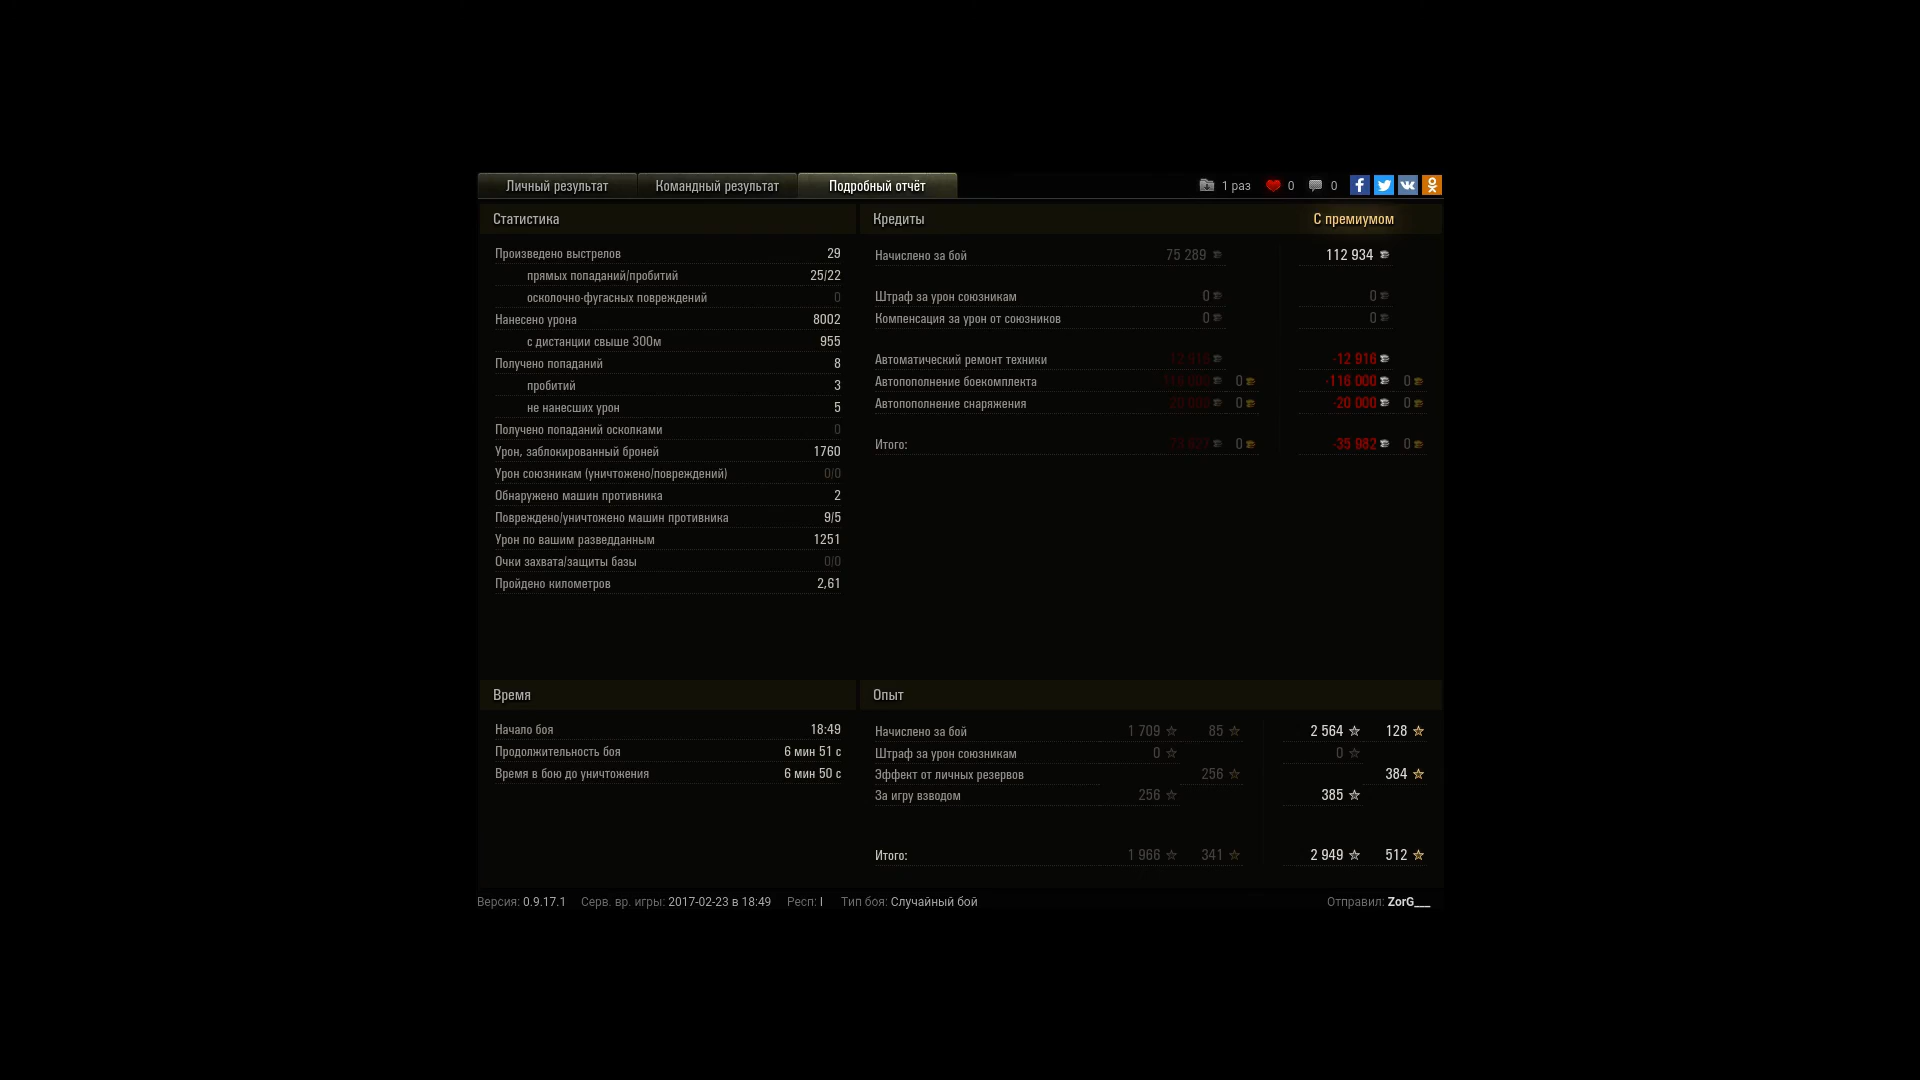 Личный результат Командный результат Подробный отчёт 1 раз 0 0
Статистика
Произведено выстрелов 29
прямых попаданий/пробитий 25/22
осколочно-фугасных повреждений 0
Нанесено урона 8002
с дистанции свыше 300м 955
Получено попаданий 8
пробитий 3
не нанесших урон 5
Получено попаданий осколками 0
Урон, заблокированный броней 1760
Урон союзникам (уничтожено/повреждений) 0/0
Обнаружено машин противника 2
Повреждено/уничтожено машин противника 9/5
Урон по вашим разведданным 1251
Очки захвата/защиты базы 0/0
Пройдено километров 2,61
Кредиты С премиумом
Начислено за бой 75 289 112 934
Штраф за урон союзникам 0 0
Компенсация за урон от союзников 0 0
Автоматический ремонт техники -12 916
Автопополнение боекомплекта 0 -116 000 0
Автопополнение снаряжения 0 -20 000 0
Итого: 0 -35 982 0
Время
Начало боя 18:49
Продолжительность боя 6 мин 51 с
Время в бою до уничтожения 6 мин 50 с
Опыт
Начислено за бой 1 709 85 2 564 128
Штраф за урон союзникам 0 0
Эффект от личных резервов 256 384
За игру взводом 256 385
Итого: 1 966 341 2 949 512
Версия: 0.9.17.1 Серв. вр. игры: 2017-02-23 в 18:49 Респ: I Тип боя: Случайный бой Отправил: ZorG___